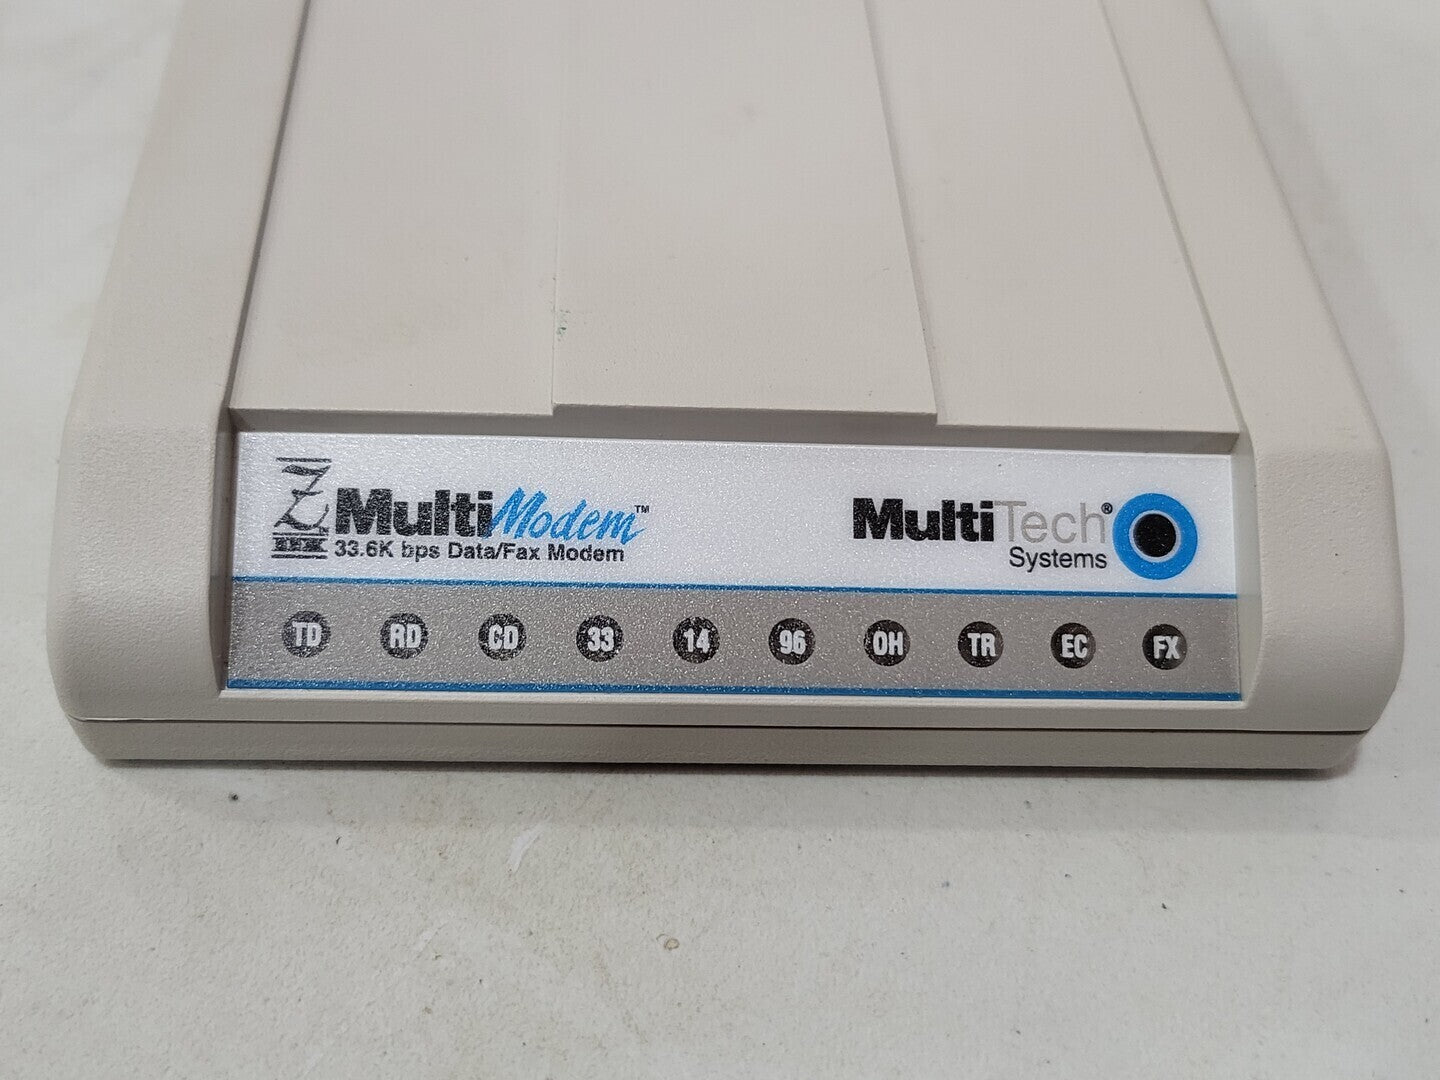 Z MultiModem™
33.6K bps Data/Fax Modem
MultiTech®
Systems
TD RD CD 33 14 96 OH TR EC FX